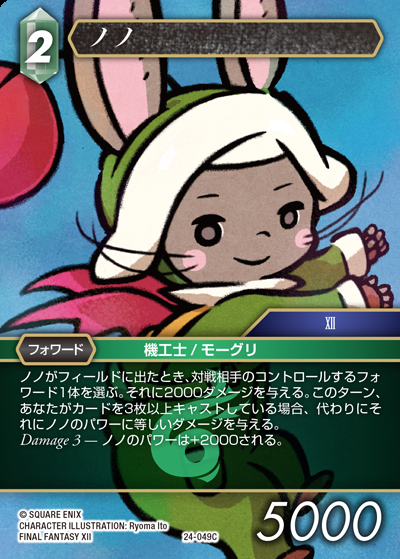 2
ノノ
XII
フォワード
機工士 / モーグリ
ノノがフィールドに出たとき、対戦相手のコントロールするフォ
ワード1体を選ぶ。それに2000ダメージを与える。このターン、
あなたがカードを3枚以上キャストしている場合、代わりにそ
れにノノのパワーに等しいダメージを与える。
Damage 3 — ノノのパワーは+2000される。
© SQUARE ENIX
CHARACTER ILLUSTRATION: Ryoma Ito
FINAL FANTASY XII
24-049C
5000